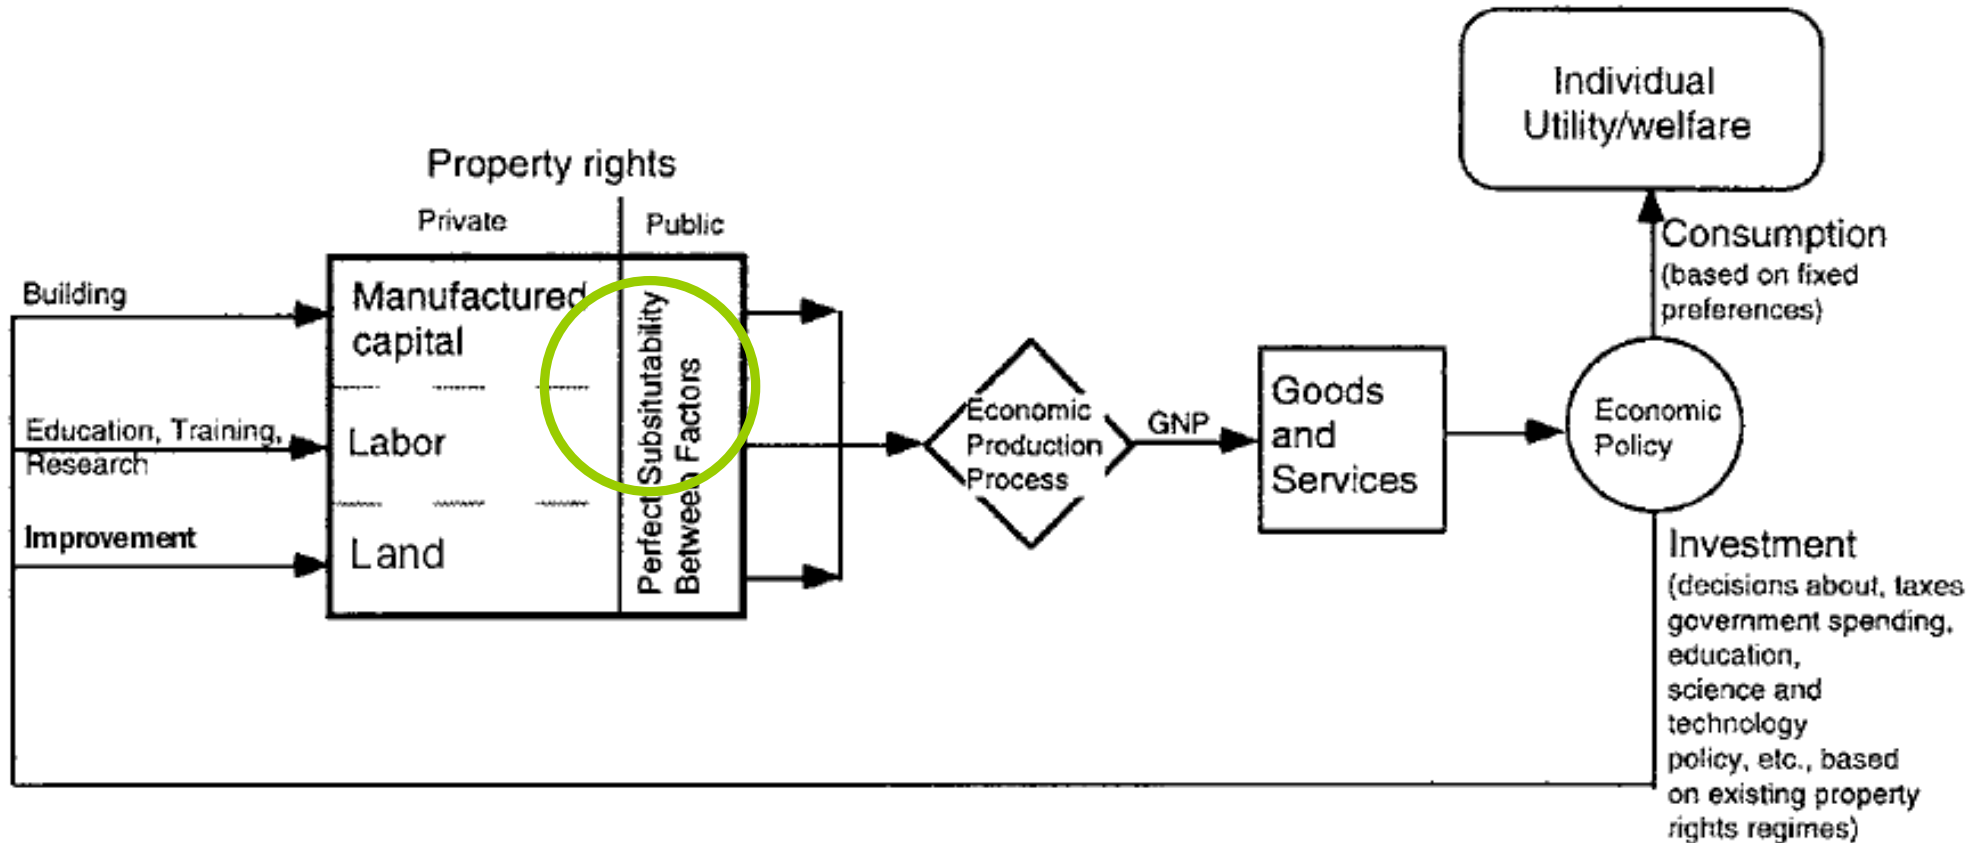 Individual
Utility/welfare
Property rights
Private
Public
Consumption
(based on fixed
preferences)
Building
Manufactured
capital
Perfect Subsitutability
Between Factors
Education, Training,
Research
Labor
Improvement
Land
Economic
Production
Process
GNP
Goods
and
Services
Economic
Policy
Investment
(decisions about, taxes
government spending,
education,
science and
technology
policy, etc., based
on existing property
rights regimes)